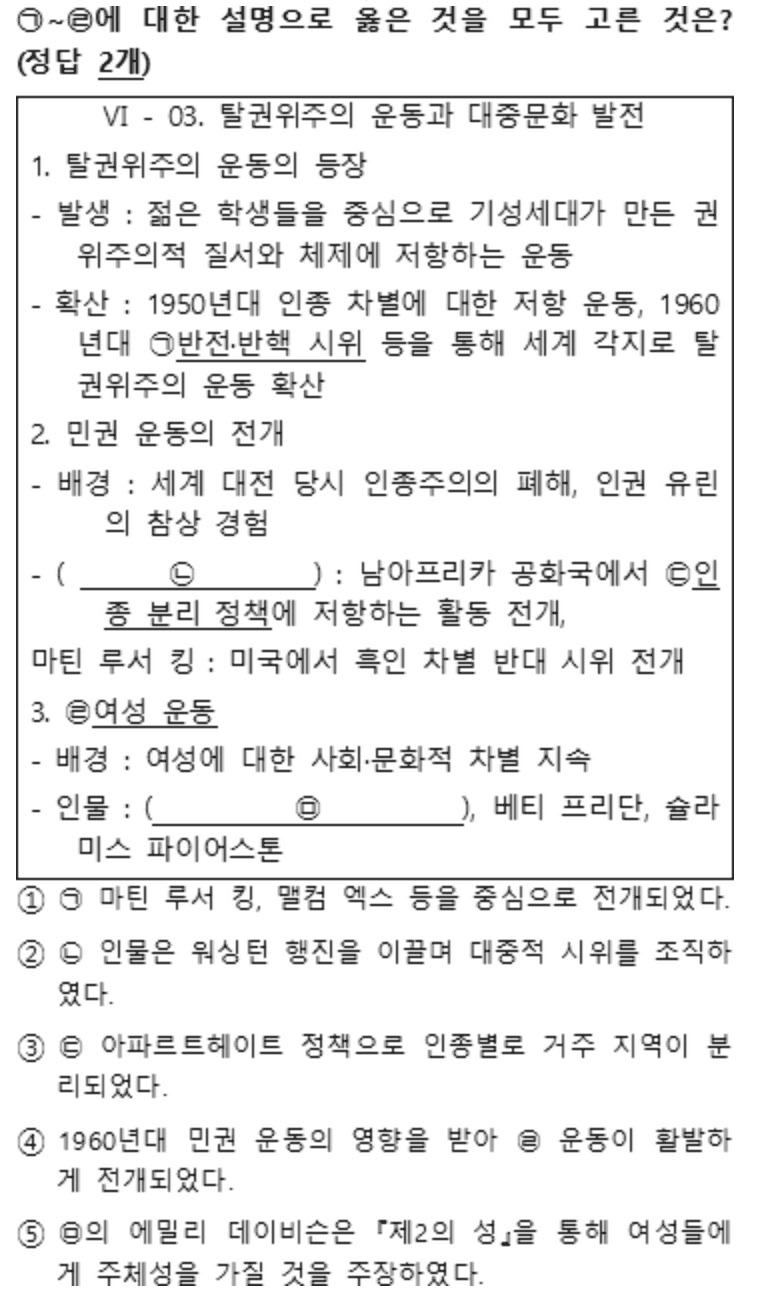 ㉠~㉣에 대한 설명으로 옳은 것을 모두 고른 것은?
(정답 2개)
Ⅵ - 03. 탈권위주의 운동과 대중문화 발전
1. 탈권위주의 운동의 등장
- 발생 : 젊은 학생들을 중심으로 기성세대가 만든 권
위주의적 질서와 체제에 저항하는 운동
- 확산 : 1950년대 인종 차별에 대한 저항 운동, 1960
년대 ㉠반전·반핵 시위 등을 통해 세계 각지로 탈
권위주의 운동 확산
2. 민권 운동의 전개
- 배경 : 세계 대전 당시 인종주의의 폐해, 인권 유린
의 참상 경험
- ( ㉡ ) : 남아프리카 공화국에서 ㉢인
종 분리 정책에 저항하는 활동 전개,
마틴 루서 킹 : 미국에서 흑인 차별 반대 시위 전개
3. ㉣여성 운동
- 배경 : 여성에 대한 사회·문화적 차별 지속
- 인물 : ( ㉤ ), 베티 프리단, 슐라
미스 파이어스톤
① ㉠ 마틴 루서 킹, 맬컴 엑스 등을 중심으로 전개되었다.
② ㉡ 인물은 워싱턴 행진을 이끌며 대중적 시위를 조직하
였다.
③ ㉢ 아파르트헤이트 정책으로 인종별로 거주 지역이 분
리되었다.
④ 1960년대 민권 운동의 영향을 받아 ㉣ 운동이 활발하
게 전개되었다.
⑤ ㉤의 에밀리 데이비슨은 『제2의 성』을 통해 여성들에
게 주체성을 가질 것을 주장하였다.